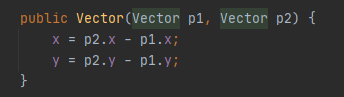 public Vector(Vector p1, Vector p2) {
    x = p2.x - p1.x;
    y = p2.y - p1.y;
}